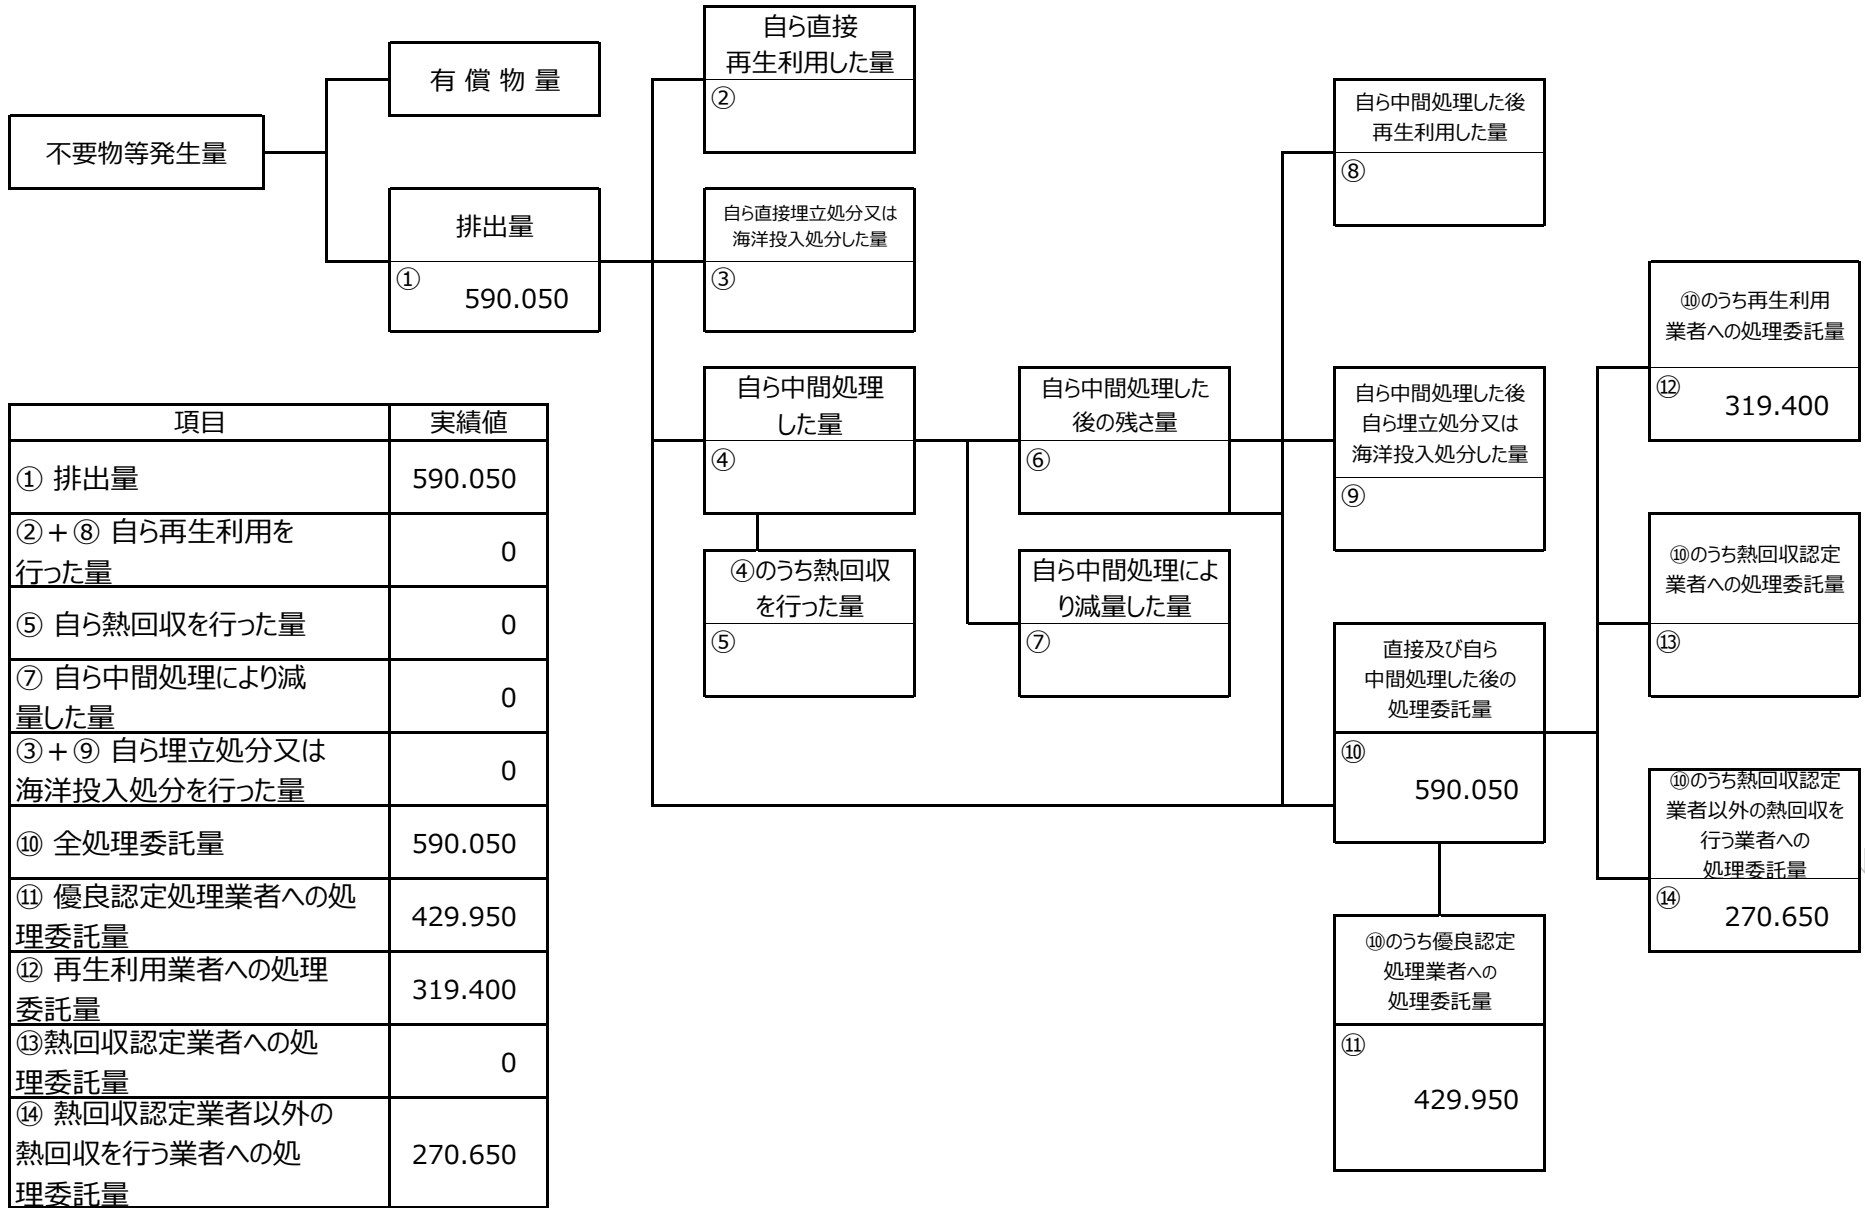 不要物等発生量
有 償 物 量
排出量
①
590.050
自ら直接
再生利用した量
②
自ら直接埋立処分又は
海洋投入処分した量
③
自ら中間処理
した量
④
④のうち熱回収
を行った量
⑤
自ら中間処理した
後の残さ量
⑥
自ら中間処理によ
り減量した量
⑦
自ら中間処理した後
再生利用した量
⑧
自ら中間処理した後
自ら埋立処分又は
海洋投入処分した量
⑨
直接及び自ら
中間処理した後の
処理委託量
⑩
590.050
⑩のうち優良認定
処理業者への
処理委託量
⑪
429.950
⑩のうち再生利用
業者への処理委託量
⑫
319.400
⑩のうち熱回収認定
業者への処理委託量
⑬
⑩のうち熱回収認定
業者以外の熱回収を
行う業者への
処理委託量
⑭
270.650
項目 実績値
① 排出量 590.050
②＋⑧ 自ら再生利用を
行った量 0
⑤ 自ら熱回収を行った量 0
⑦ 自ら中間処理により減
量した量 0
③＋⑨ 自ら埋立処分又は
海洋投入処分を行った量 0
⑩ 全処理委託量 590.050
⑪ 優良認定処理業者への処
理委託量 429.950
⑫ 再生利用業者への処理
委託量 319.400
⑬熱回収認定業者への処
理委託量 0
⑭ 熱回収認定業者以外の
熱回収を行う業者への処
理委託量 270.650